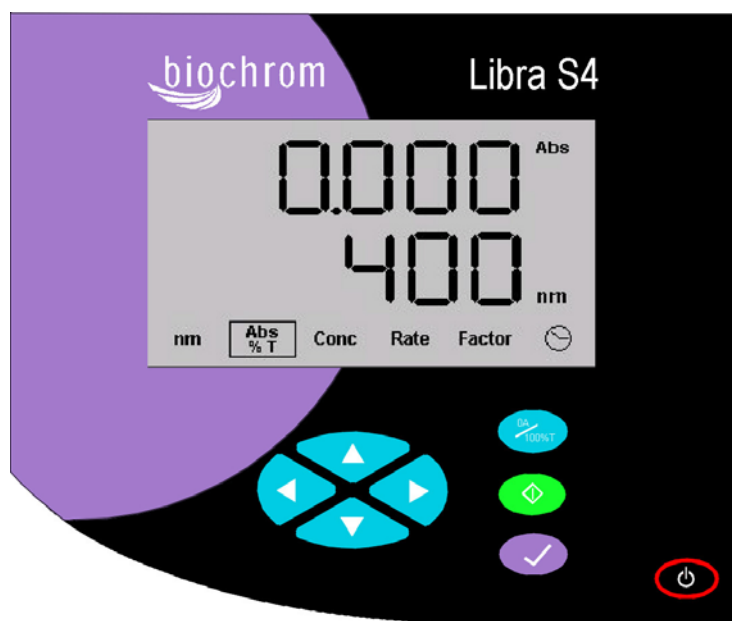 biochrom Libra S4
0.000 Abs
400 nm
nm Abs % T Conc Rate Factor
0A/100%T